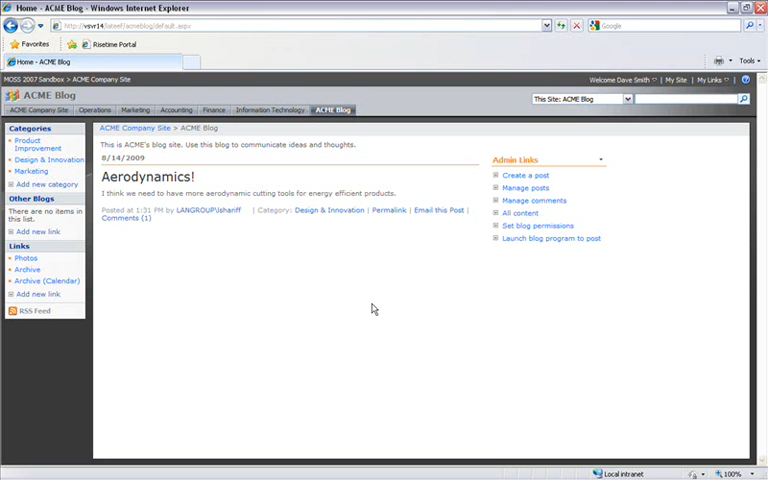 Home - ACME Blog - Windows Internet Explorer
http://vsvr14/lateef/acmeblog/default.aspx
Google
Favorites
Risetime Portal
Home - ACME Blog
Tools
MOSS 2007 Sandbox > ACME Company Site
Welcome Dave Smith
My Site
My Links
ACME Blog
This Site: ACME Blog
ACME Company Site
Operations
Marketing
Accounting
Finance
Information Technology
ACME Blog
Categories
Product
Improvement
Design & Innovation
Marketing
Add new category
Other Blogs
There are no items in
this list.
Add new link
Links
Photos
Archive
Archive (Calendar)
Add new link
RSS Feed
ACME Company Site > ACME Blog
This is ACME's blog site. Use this blog to communicate ideas and thoughts.
8/14/2009
Aerodynamics!
I think we need to have more aerodynamic cutting tools for energy efficient products.
Posted at 1:31 PM by LANGROUP\lshariff | Category: Design & Innovation | Permalink | Email this Post |
Comments (1)
Admin Links
Create a post
Manage posts
Manage comments
All content
Set blog permissions
Launch blog program to post
Local intranet
100%